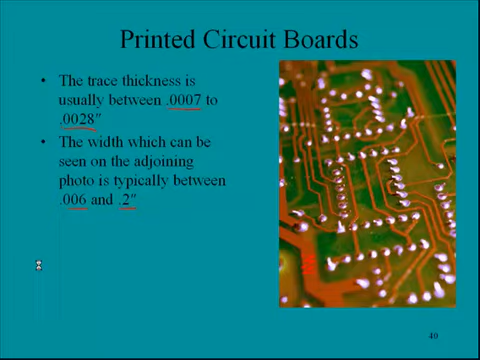 Printed Circuit Boards
• The trace thickness is
usually between .0007 to
.0028"
• The width which can be
seen on the adjoining
photo is typically between
.006 and .2"
40